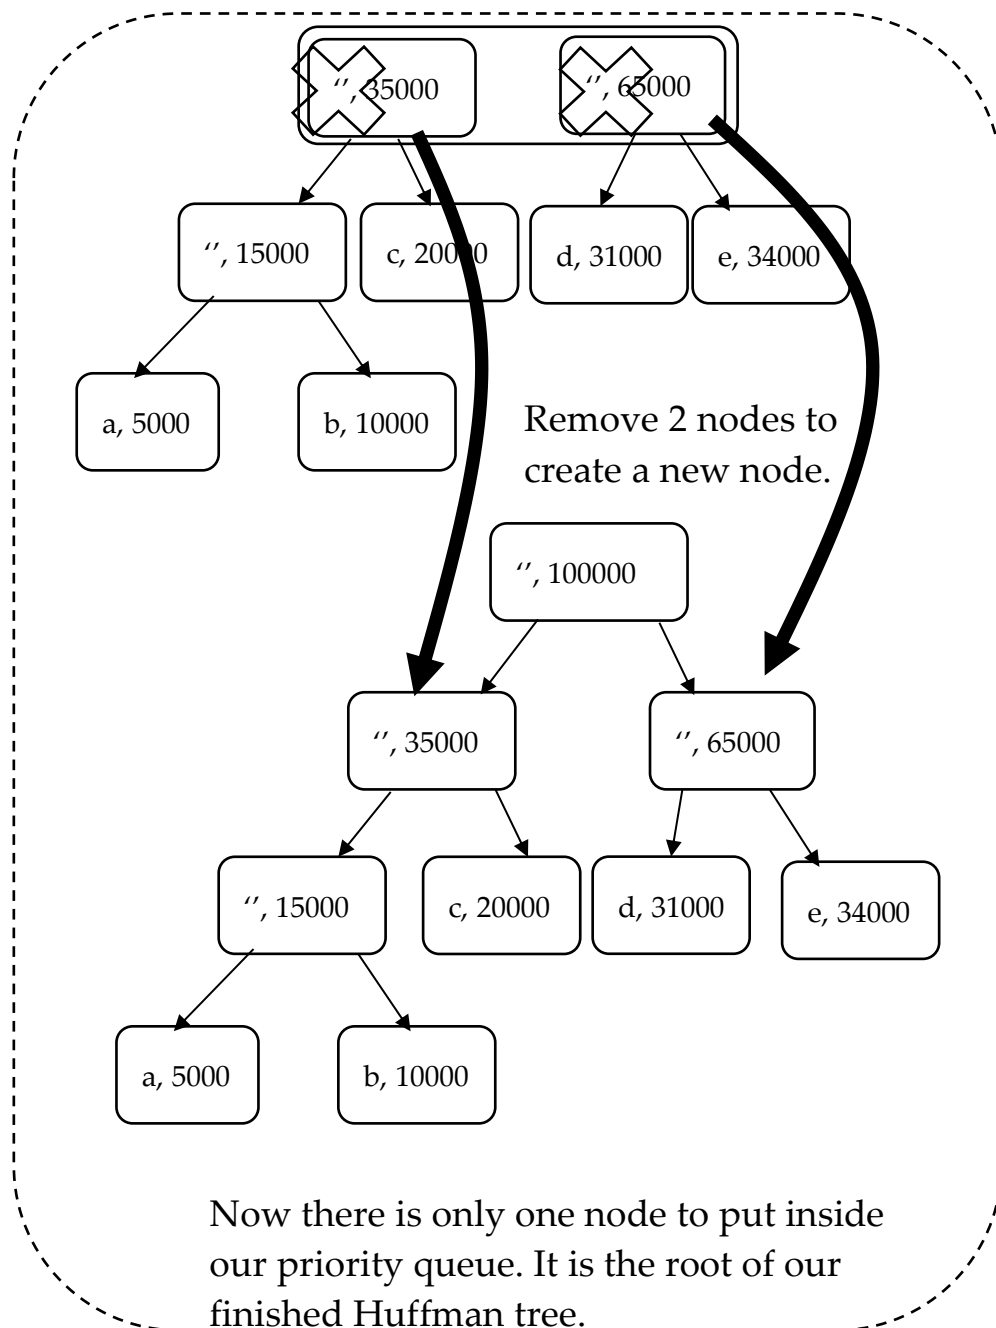 ‘’, 35000
‘’, 65000
‘’, 15000
c, 20000
d, 31000
e, 34000
a, 5000
b, 10000
Remove 2 nodes to
create a new node.
‘’, 100000
‘’, 35000
‘’, 65000
‘’, 15000
c, 20000
d, 31000
e, 34000
a, 5000
b, 10000
Now there is only one node to put inside
our priority queue. It is the root of our
finished Huffman tree.